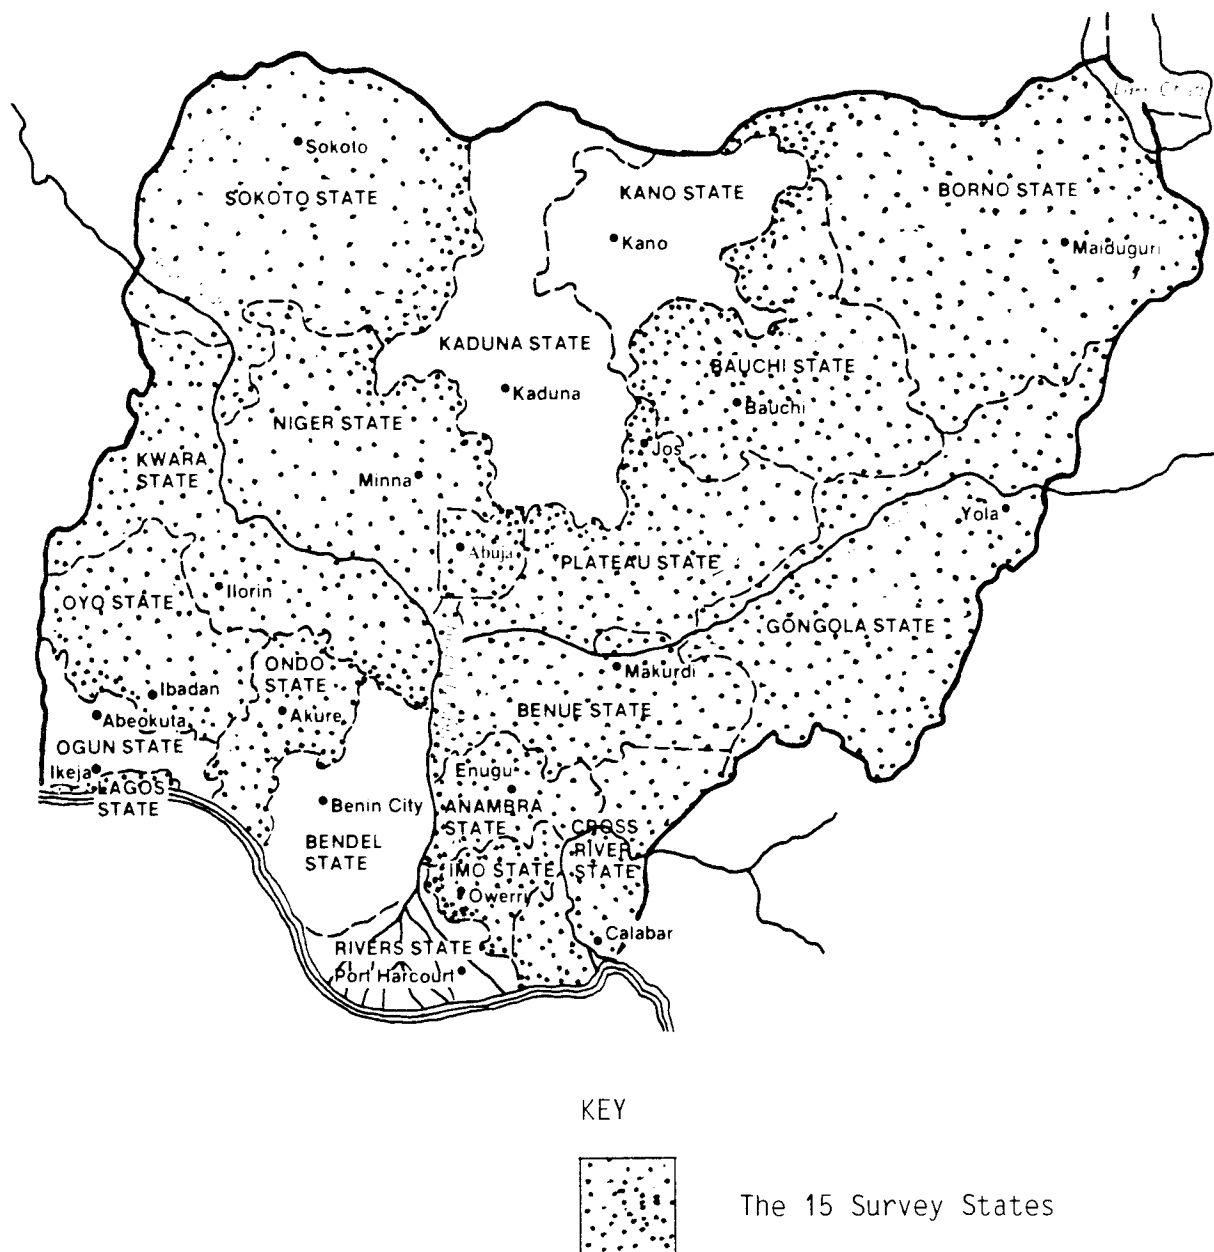 Lake Chad
Sokoto
SOKOTO STATE
KANO STATE
Kano
BORNO STATE
Maiduguri
KADUNA STATE
Kaduna
BAUCHI STATE
Bauchi
NIGER STATE
Minna
Jos
KWARA
STATE
Yola
Abuja
PLATEAU STATE
Ilorin
OYO STATE
GONGOLA STATE
ONDO
STATE
Makurdi
Ibadan
Akure
BENUE STATE
Abeokuta
OGUN STATE
Ikeja
LAGOS
STATE
Enugu
Benin City
ANAMBRA
STATE
CROSS
RIVER
STATE
BENDEL
STATE
IMO STATE
Owerri
Calabar
RIVERS STATE
Port Harcourt
KEY
The 15 Survey States